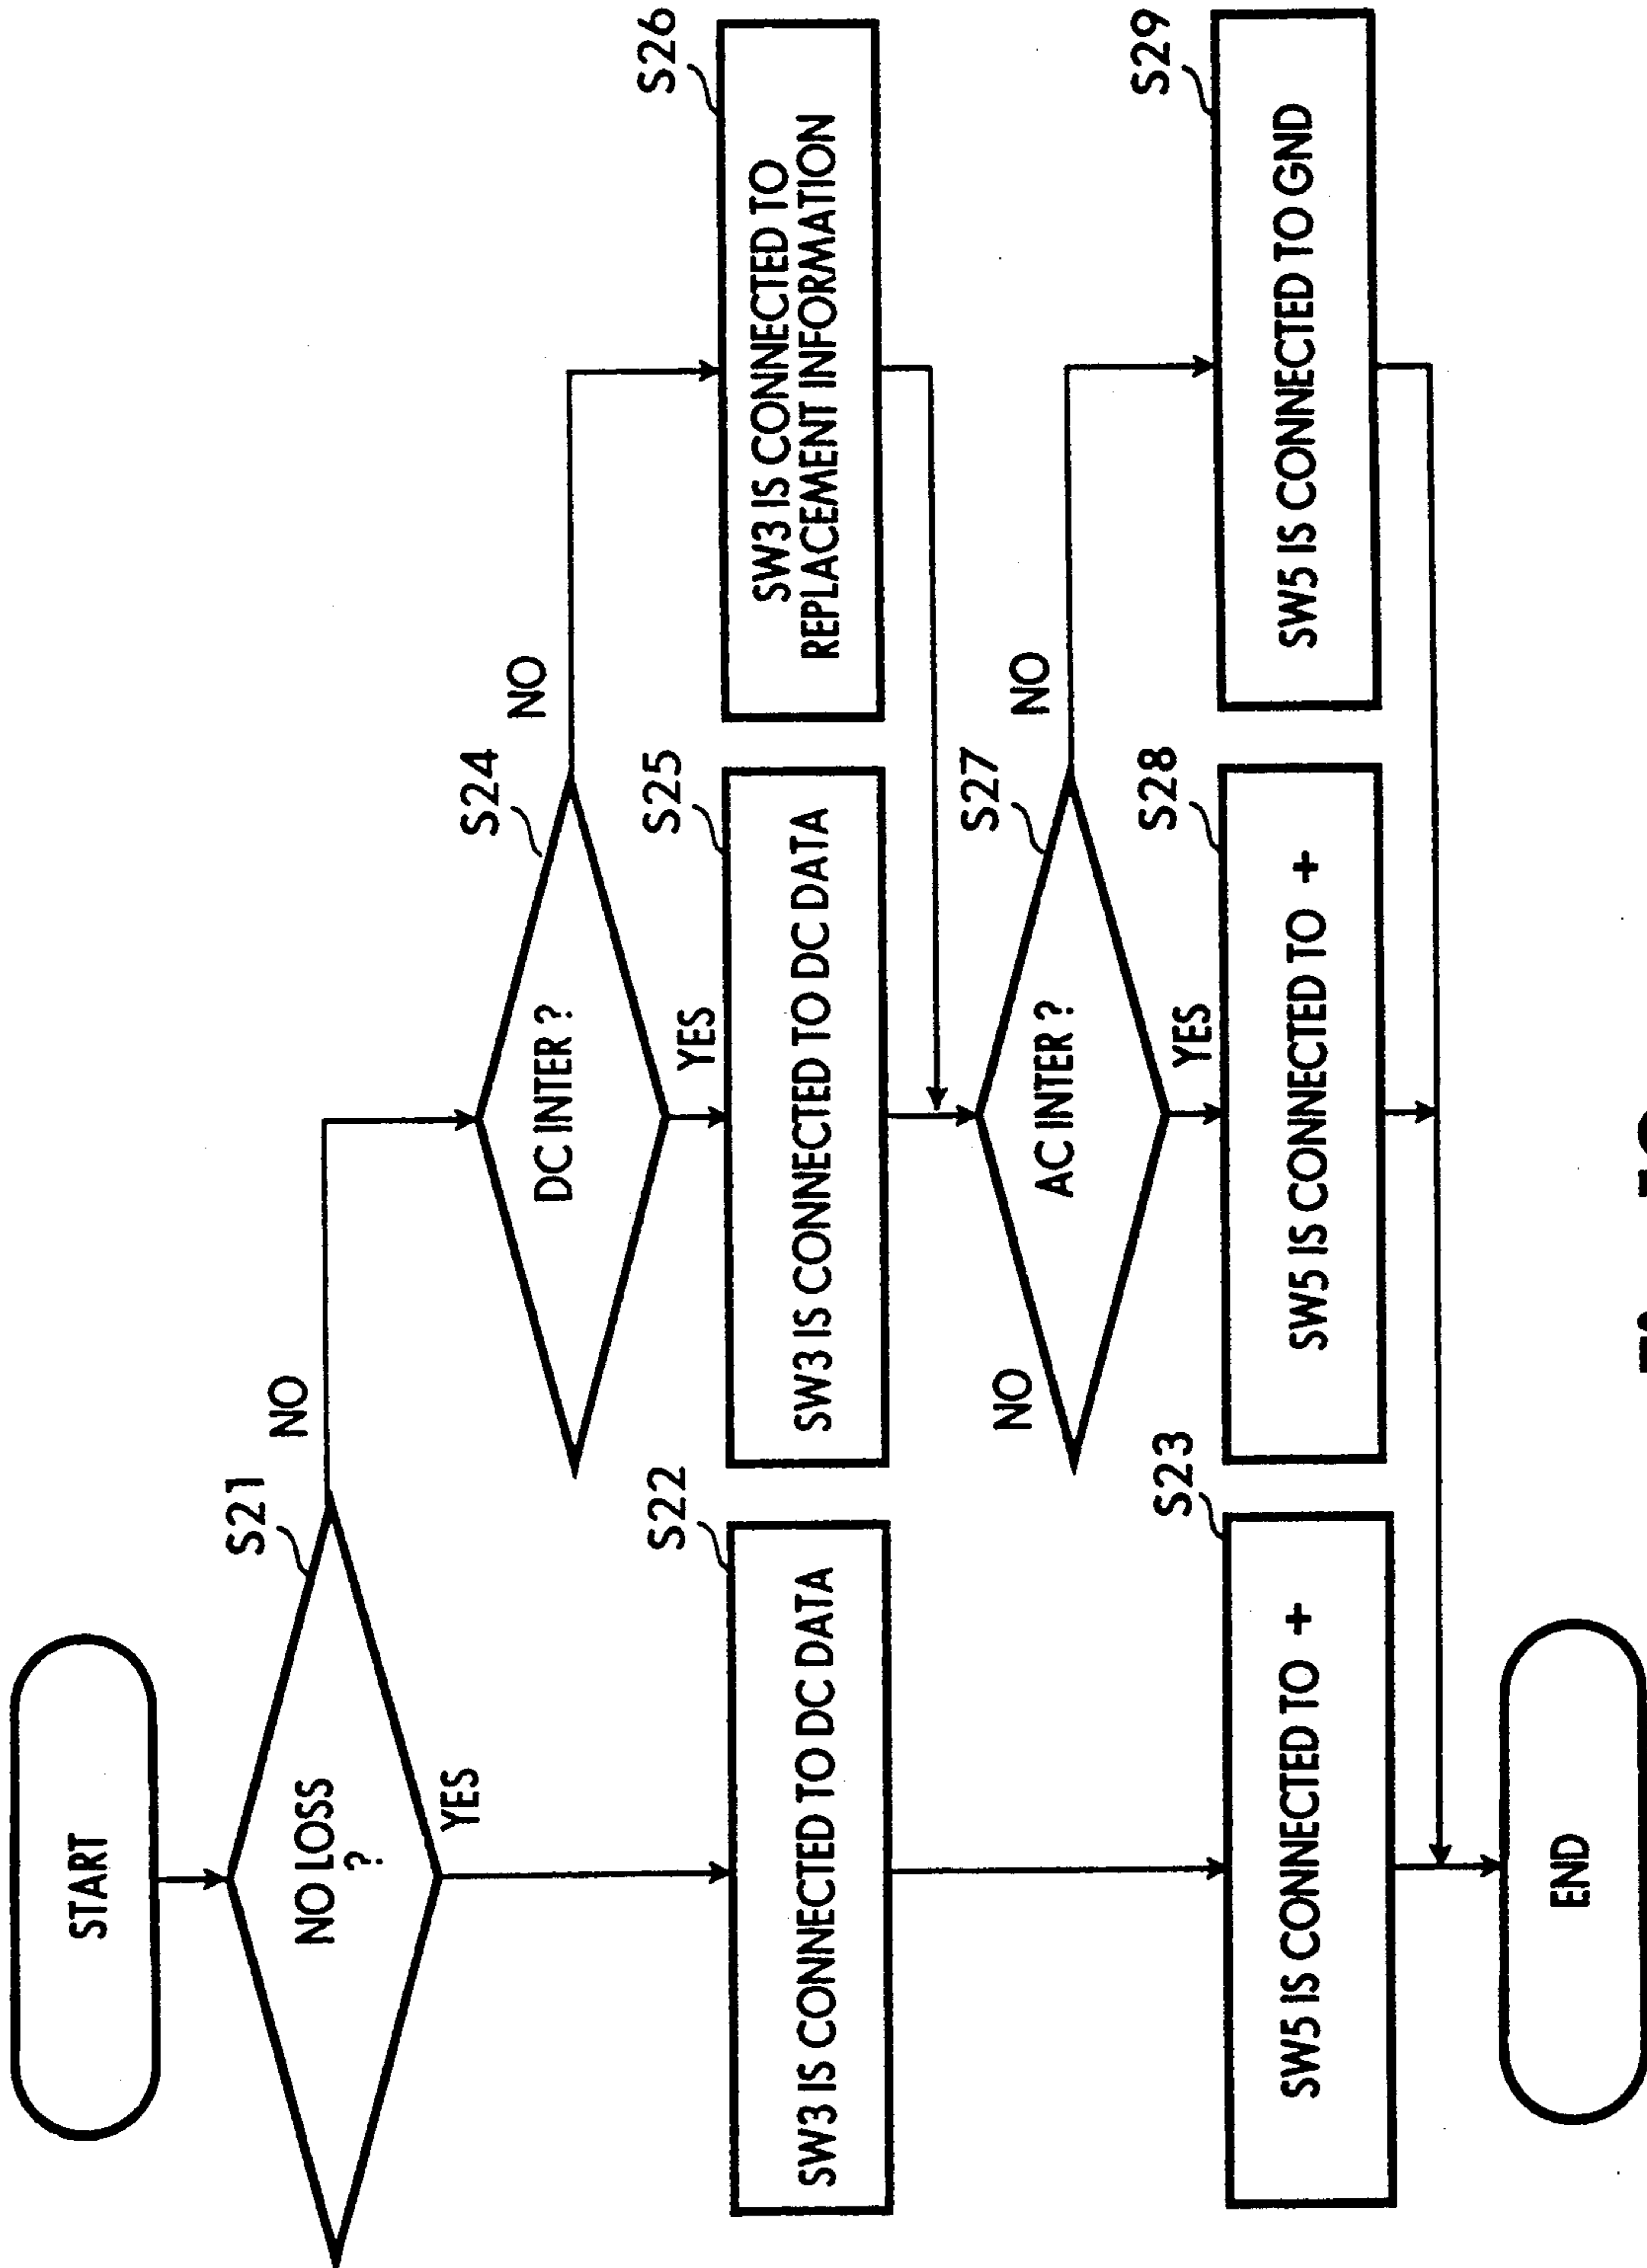 START
S21
NO LOSS
?
NO
YES
S24
DC INTER ?
NO
YES
S22
SW3 IS CONNECTED TO DC DATA
S25
SW3 IS CONNECTED TO DC DATA
S26
SW3 IS CONNECTED TO
REPLACEMENT INFORMATION
S27
NO
AC INTER ?
NO
YES
S23
SW5 IS CONNECTED TO +
S28
SW5 IS CONNECTED TO +
S29
SW5 IS CONNECTED TO GND
END